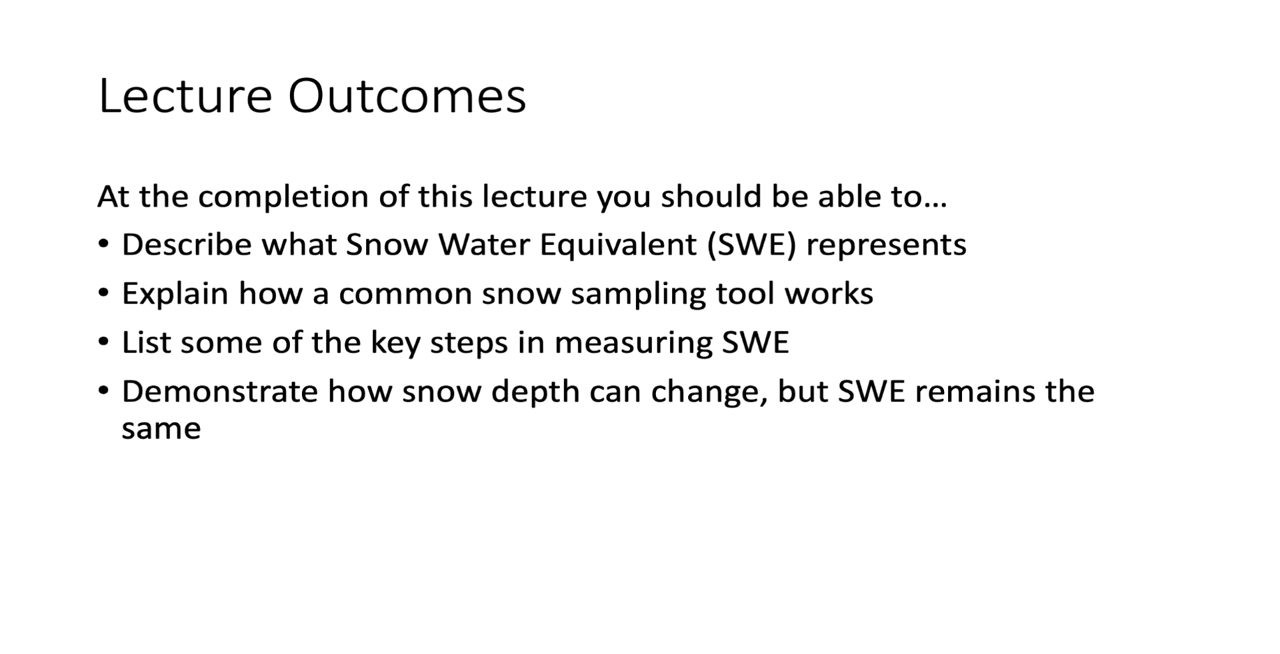 Lecture Outcomes
At the completion of this lecture you should be able to...
• Describe what Snow Water Equivalent (SWE) represents
• Explain how a common snow sampling tool works
• List some of the key steps in measuring SWE
• Demonstrate how snow depth can change, but SWE remains the
same